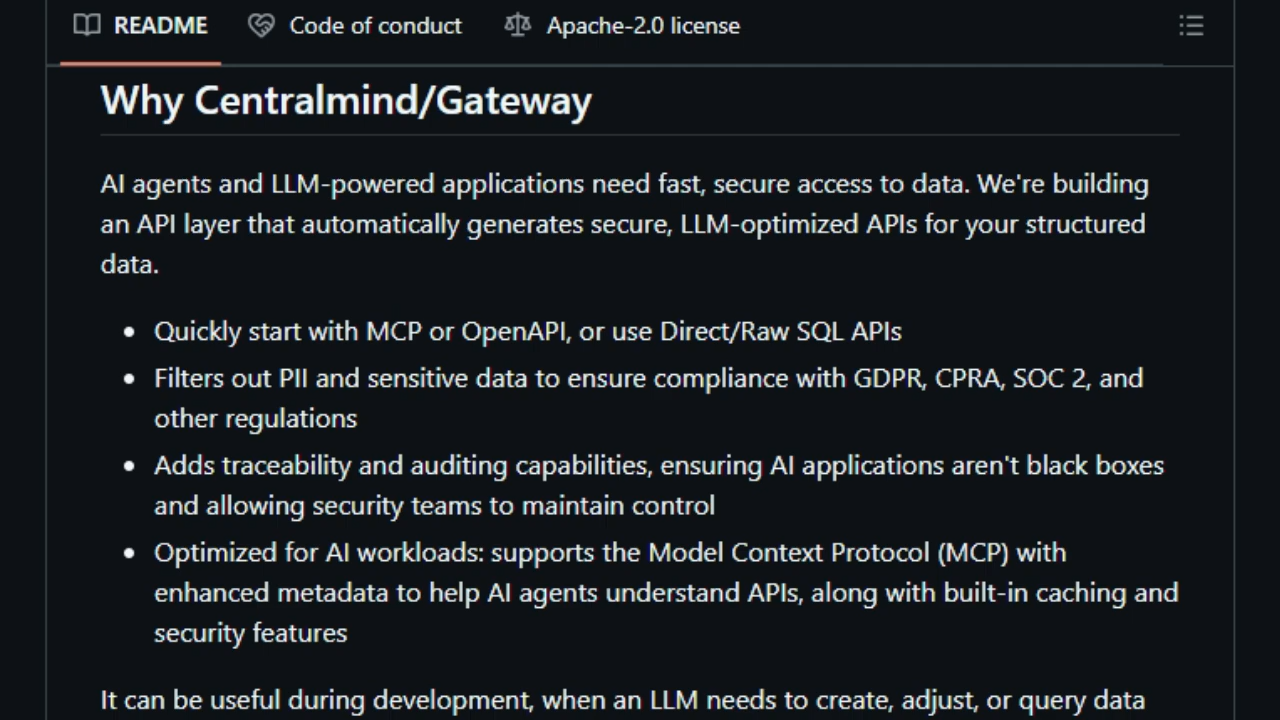 README Code of conduct Apache-2.0 license
Why Centralmind/Gateway
AI agents and LLM-powered applications need fast, secure access to data. We're building
an API layer that automatically generates secure, LLM-optimized APIs for your structured
data.
Quickly start with MCP or OpenAPI, or use Direct/Raw SQL APIs
Filters out PII and sensitive data to ensure compliance with GDPR, CPRA, SOC 2, and
other regulations
Adds traceability and auditing capabilities, ensuring AI applications aren't black boxes
and allowing security teams to maintain control
Optimized for AI workloads: supports the Model Context Protocol (MCP) with
enhanced metadata to help AI agents understand APIs, along with built-in caching and
security features
It can be useful during development, when an LLM needs to create, adjust, or query data